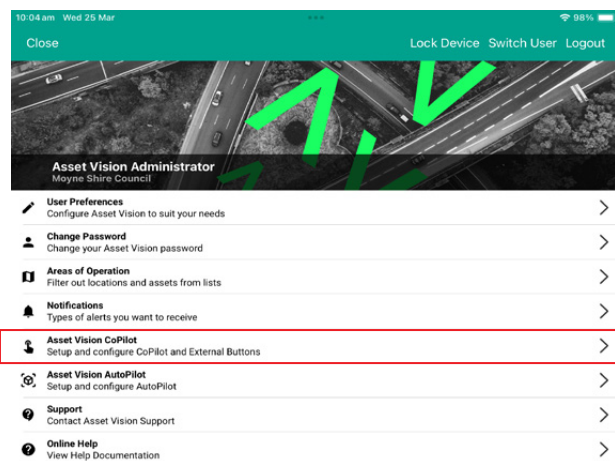 10:04 am Wed 25 Mar
98%
Close
Lock Device Switch User Logout
Asset Vision Administrator
Moyne Shire Council
User Preferences
Configure Asset Vision to suit your needs
Change Password
Change your Asset Vision password
Areas of Operation
Filter out locations and assets from lists
Notifications
Types of alerts you want to receive
Asset Vision CoPilot
Setup and configure CoPilot and External Buttons
Asset Vision AutoPilot
Setup and configure AutoPilot
Support
Contact Asset Vision Support
Online Help
View Help Documentation